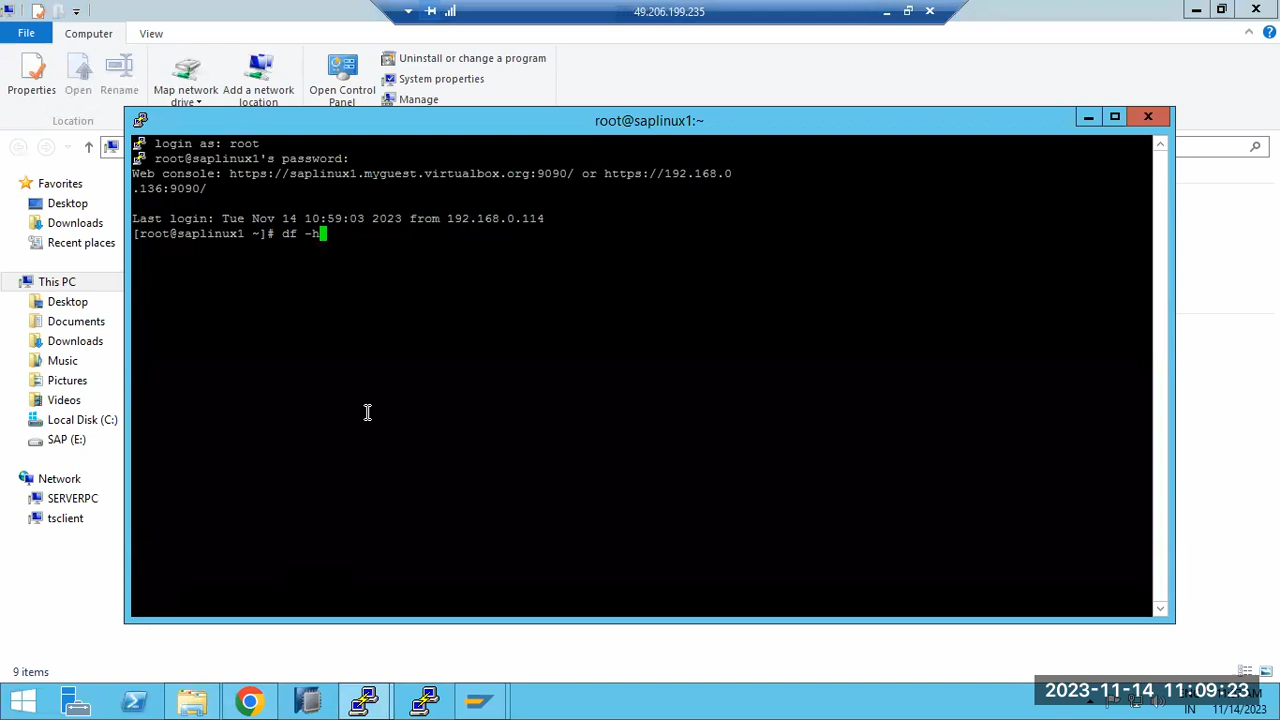 49.206.199.235
File
Computer
View
Properties
Open
Rename
Map network drive
Add a network location
Open Control Panel
Uninstall or change a program
System properties
Manage
Location
root@saplinux1:~
login as: root
root@saplinux1's password:
Web console: https://saplinux1.myguest.virtualbox.org:9090/ or https://192.168.0
.136:9090/
Last login: Tue Nov 14 10:59:03 2023 from 192.168.0.114
[root@saplinux1 ~]# df -h
Favorites
Desktop
Downloads
Recent places
This PC
Desktop
Documents
Downloads
Music
Pictures
Videos
Local Disk (C:)
SAP (E:)
Network
SERVERPC
tsclient
9 items
2023-11-14 11:09:23
IN
11/14/2023